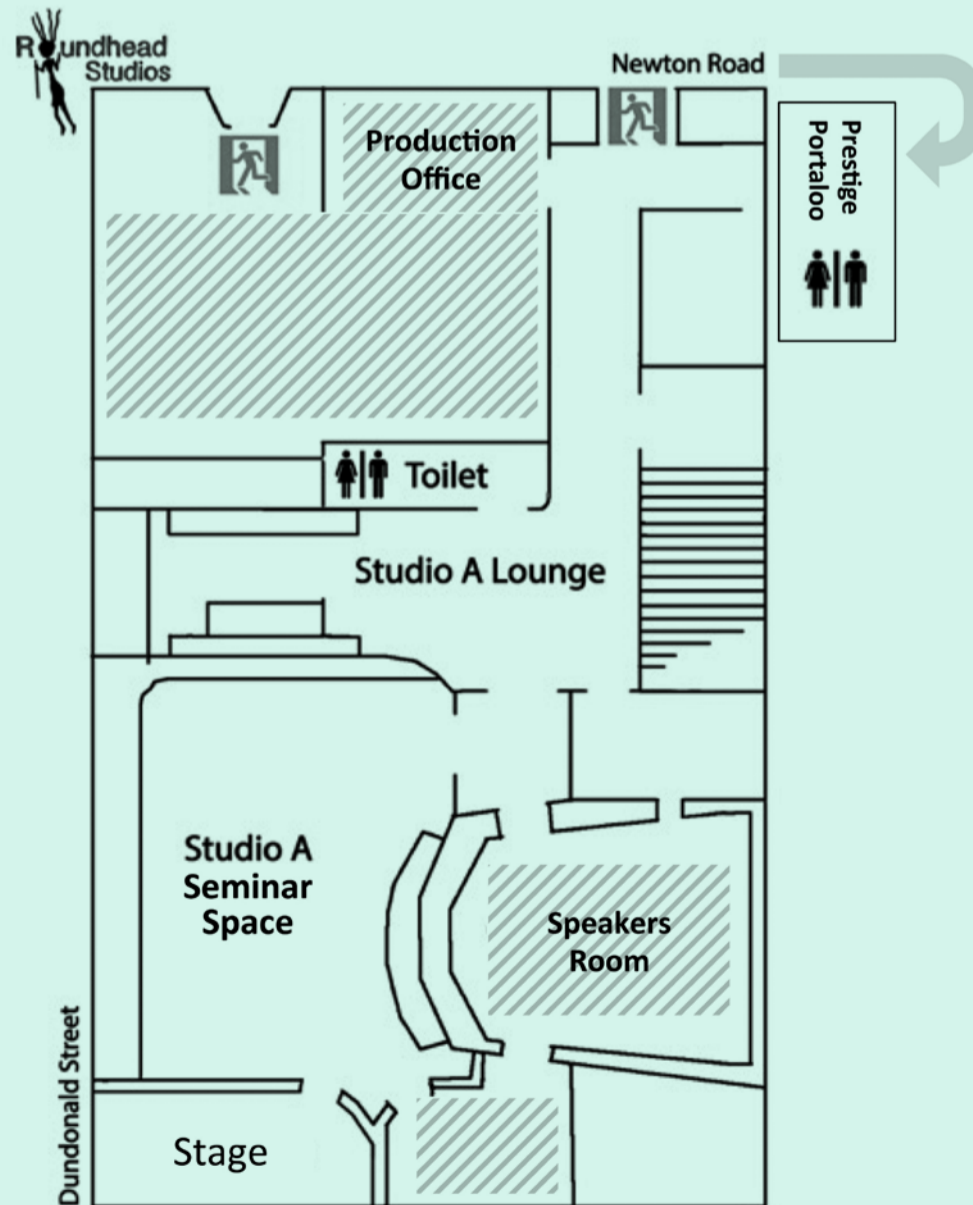 Roundhead
Studios
Newton Road
Production
Office
Prestige
Portaloo
Toilet
Studio A Lounge
Studio A
Seminar
Space
Speakers
Room
Dundonald Street
Stage